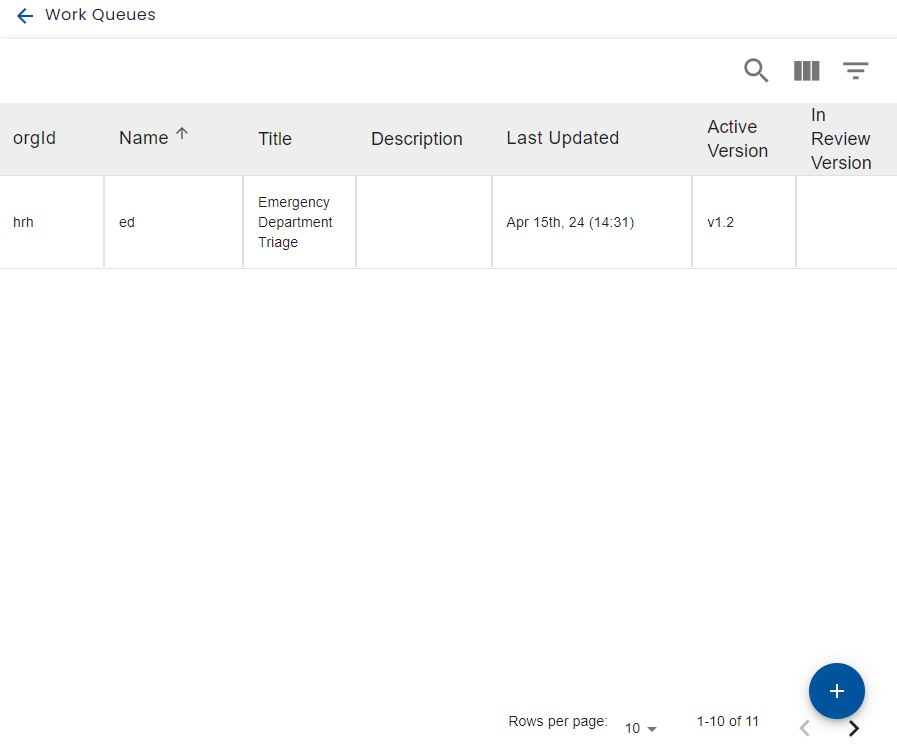 Work Queues
orgId
Name
Title
Description
Last Updated
Active
Version
In
Review
Version
hrh
ed
Emergency
Department
Triage
Apr 15th, 24 (14:31)
v1.2
Rows per page:
10
1-10 of 11